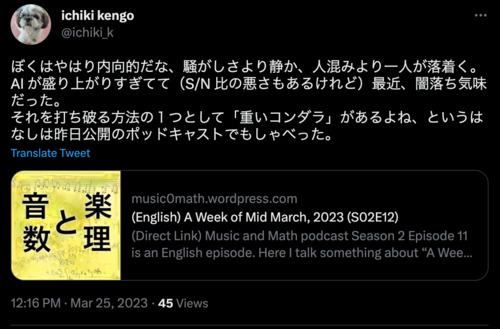 ichiki kengo
@ichiki_k
ぼくはやはり内向的だな、騒がしさより静か、人混みより一人が落着く。
AI が盛り上がりすぎてて（S/N 比の悪さもあるけれど）最近、闇落ち気味
だった。
それを打ち破る方法の１つとして「重いコンダラ」があるよね、というは
なしは昨日公開のポッドキャストでもしゃべった。
Translate Tweet
音楽
と
数理
music0math.wordpress.com
(English) A Week of Mid March, 2023 (S02E12)
(Direct Link) Music and Math podcast Season 2 Episode 11
is an English episode. Here I talk something about “A Wee...
12:16 PM · Mar 25, 2023 · 45 Views